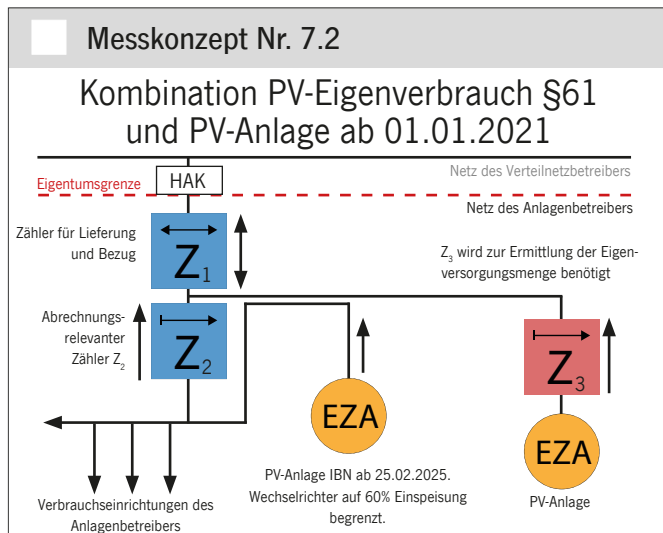 Messkonzept Nr. 7.2
Kombination PV-Eigenverbrauch §61
und PV-Anlage ab 01.01.2021
Netz des Verteilnetzbetreibers
Eigentumsgrenze
HAK
Netz des Anlagenbetreibers
Zähler für Lieferung
und Bezug
Z1
Z3 wird zur Ermittlung der Eigen-
versorgungsmenge benötigt
Abrechnungs-
relevanter
Zähler Z2
Z2
Z3
EZA
EZA
PV-Anlage IBN ab 25.02.2025.
Wechselrichter auf 60% Einspeisung
begrenzt.
PV-Anlage
Verbrauchseinrichtungen des
Anlagenbetreibers